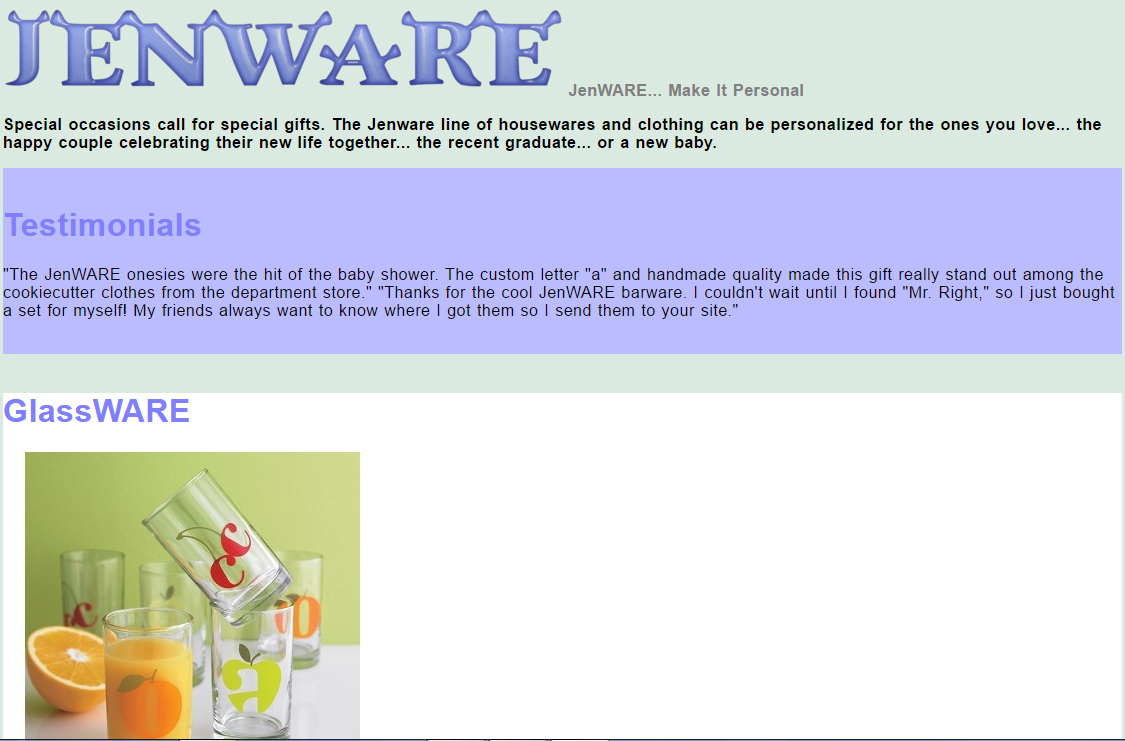 JENWARE
JenWARE... Make It Personal
Special occasions call for special gifts. The Jenware line of housewares and clothing can be personalized for the ones you love... the
happy couple celebrating their new life together... the recent graduate... or a new baby.
Testimonials
"The JenWARE onesies were the hit of the baby shower. The custom letter "a" and handmade quality made this gift really stand out among the
cookiecutter clothes from the department store." "Thanks for the cool JenWARE barware. I couldn't wait until I found "Mr. Right," so I just bought
a set for myself! My friends always want to know where I got them so I send them to your site."
GlassWARE
c
c
c
o
a